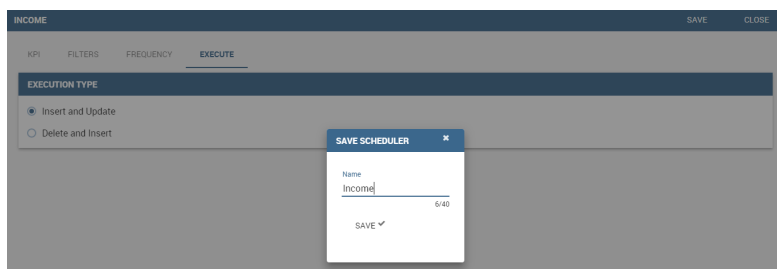 INCOME SAVE CLOSE
KPI FILTERS FREQUENCY EXECUTE
EXECUTION TYPE
Insert and Update
Delete and Insert
SAVE SCHEDULER
Name
Income
6/40
SAVE